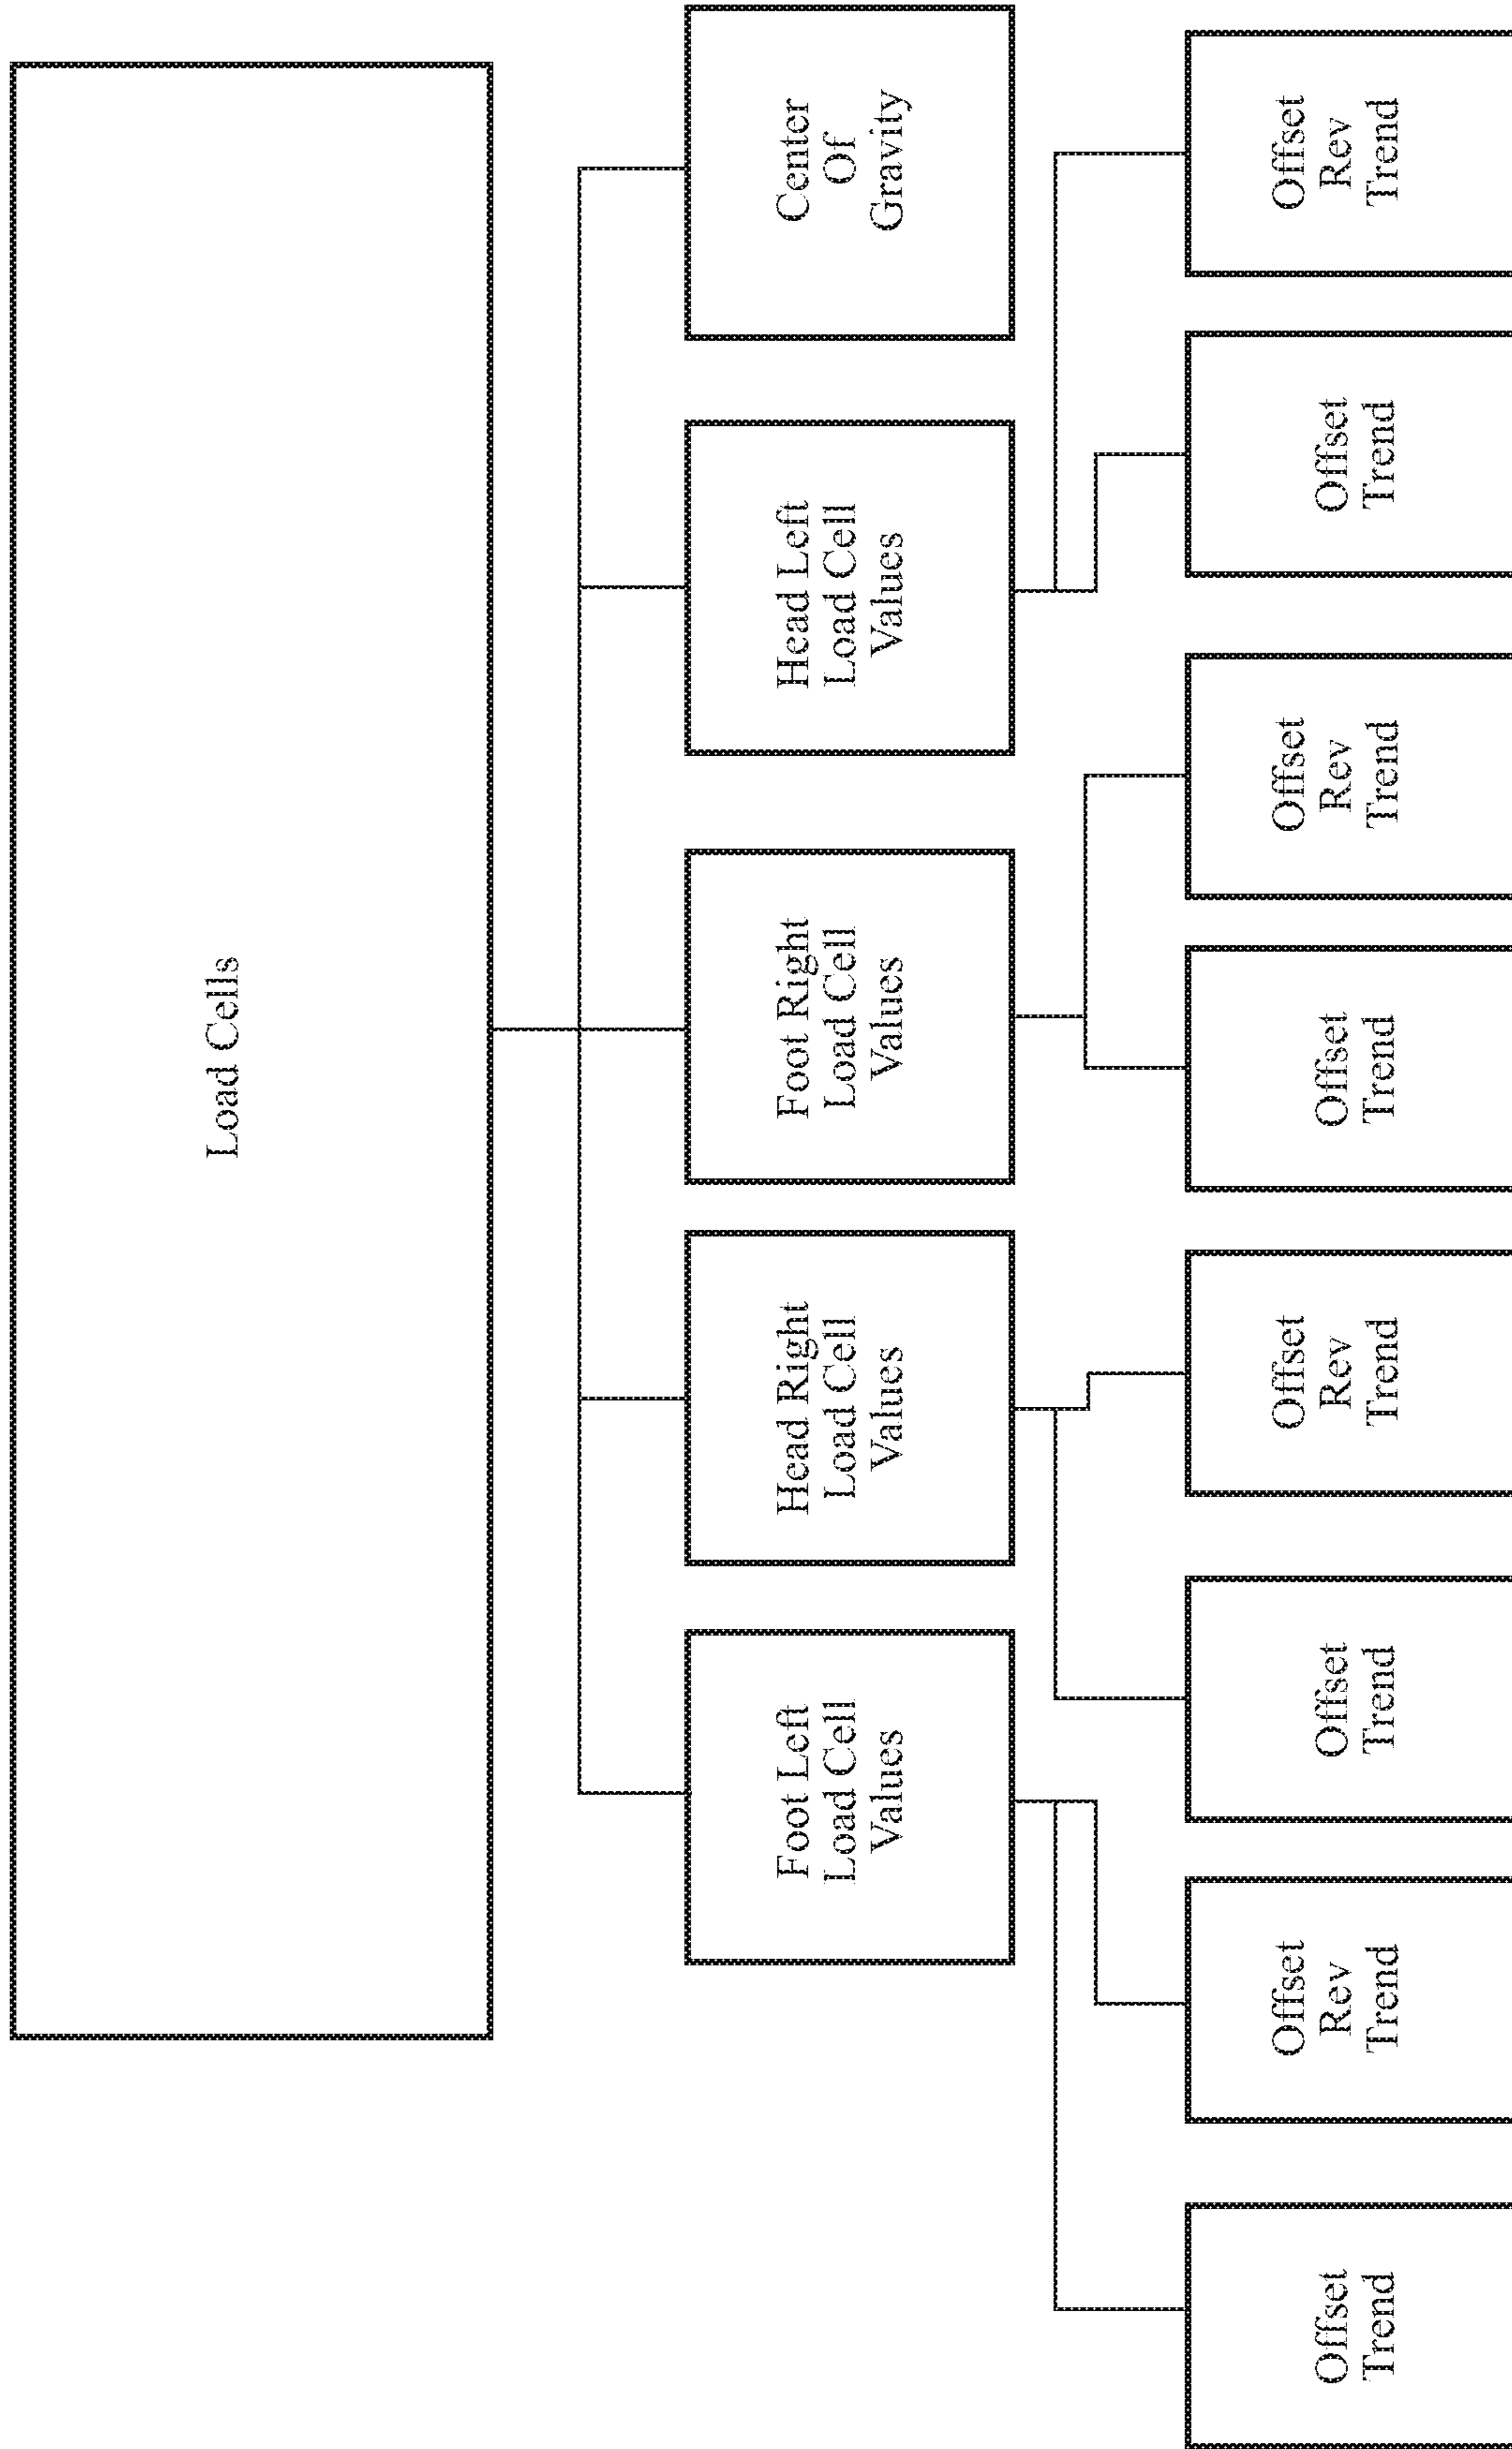 Load Cells
Foot Left
Load Cell
Values
Head Right
Load Cell
Values
Foot Right
Load Cell
Values
Head Left
Load Cell
Values
Center
Of
Gravity
Offset
Trend
Offset
Rev
Trend
Offset
Trend
Offset
Rev
Trend
Offset
Trend
Offset
Rev
Trend
Offset
Trend
Offset
Rev
Trend